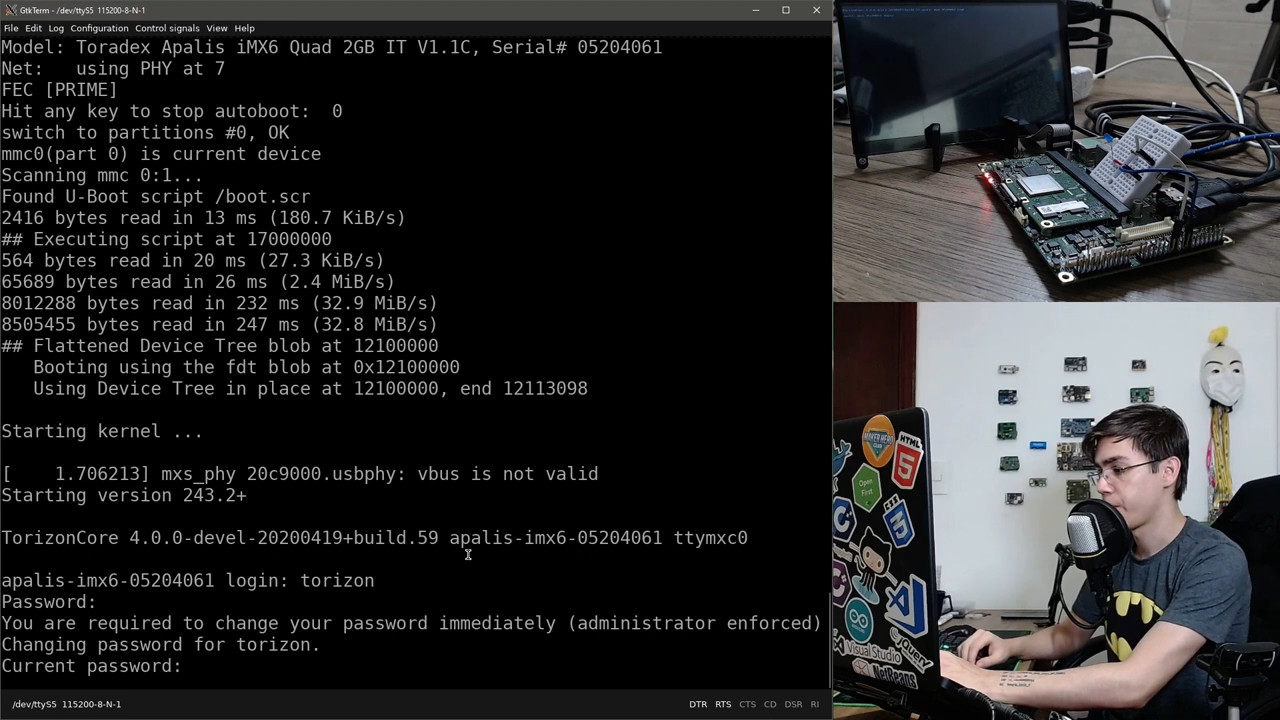 GtkTerm - /dev/ttyS5 115200-8-N-1
File Edit Log Configuration Control signals View Help
Model: Toradex Apalis iMX6 Quad 2GB IT V1.1C, Serial# 05204061
Net:   using PHY at 7
FEC [PRIME]
Hit any key to stop autoboot:  0
switch to partitions #0, OK
mmc0(part 0) is current device
Scanning mmc 0:1...
Found U-Boot script /boot.scr
2416 bytes read in 13 ms (180.7 KiB/s)
## Executing script at 17000000
564 bytes read in 20 ms (27.3 KiB/s)
65689 bytes read in 26 ms (2.4 MiB/s)
8012288 bytes read in 232 ms (32.9 MiB/s)
8505455 bytes read in 247 ms (32.8 MiB/s)
## Flattened Device Tree blob at 12100000
   Booting using the fdt blob at 0x12100000
   Using Device Tree in place at 12100000, end 12113098
Starting kernel ...
[    1.706213] mxs_phy 20c9000.usbphy: vbus is not valid
Starting version 243.2+
TorizonCore 4.0.0-devel-20200419+build.59 apalis-imx6-05204061 ttymxc0
apalis-imx6-05204061 login: torizon
Password:
You are required to change your password immediately (administrator enforced)
Changing password for torizon.
Current password:
/dev/ttyS5 115200-8-N-1
DTR RTS CTS CD DSR RI
MAKER HERO
HTML
5
Open First
3
jQuery
Visual Studio
NetBeans